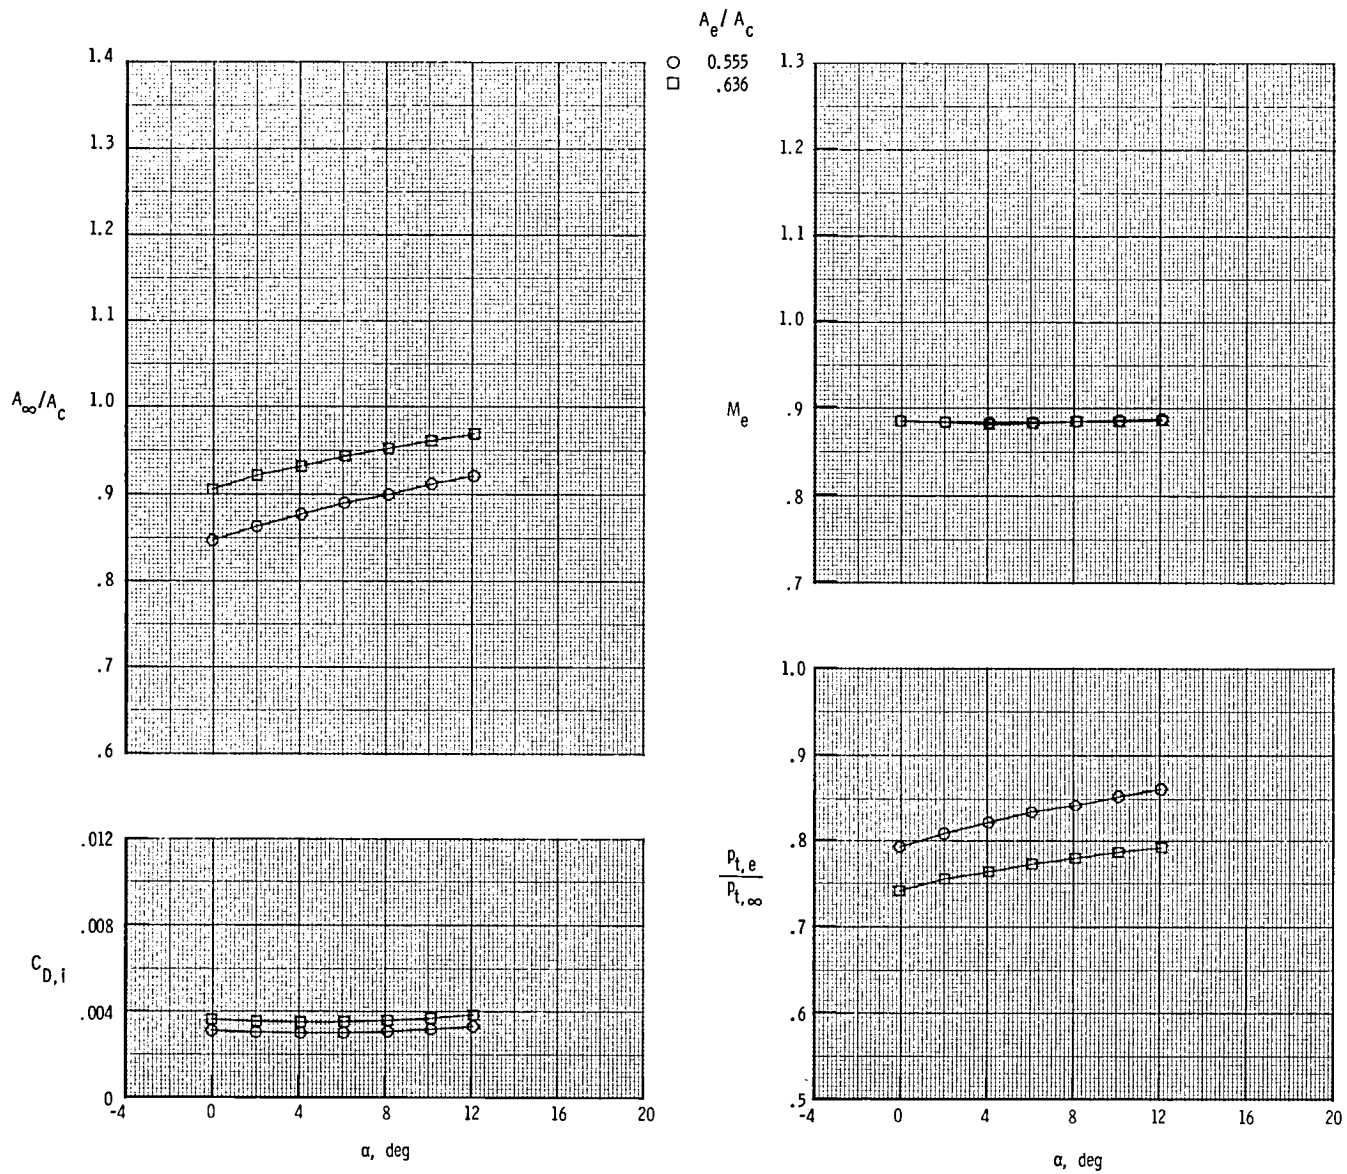 A_e / A_c
○ 0.555
□ .636
1.4
1.3
1.2
1.1
1.0
.9
.8
.7
.6
A_∞/A_c
.012
.008
.004
0
C_D,i
-4 0 4 8 12 16 20
α, deg
1.3
1.2
1.1
1.0
.9
.8
.7
M_e
1.0
.9
.8
.7
.6
.5
p_t,e
p_t,∞
-4 0 4 8 12 16 20
α, deg